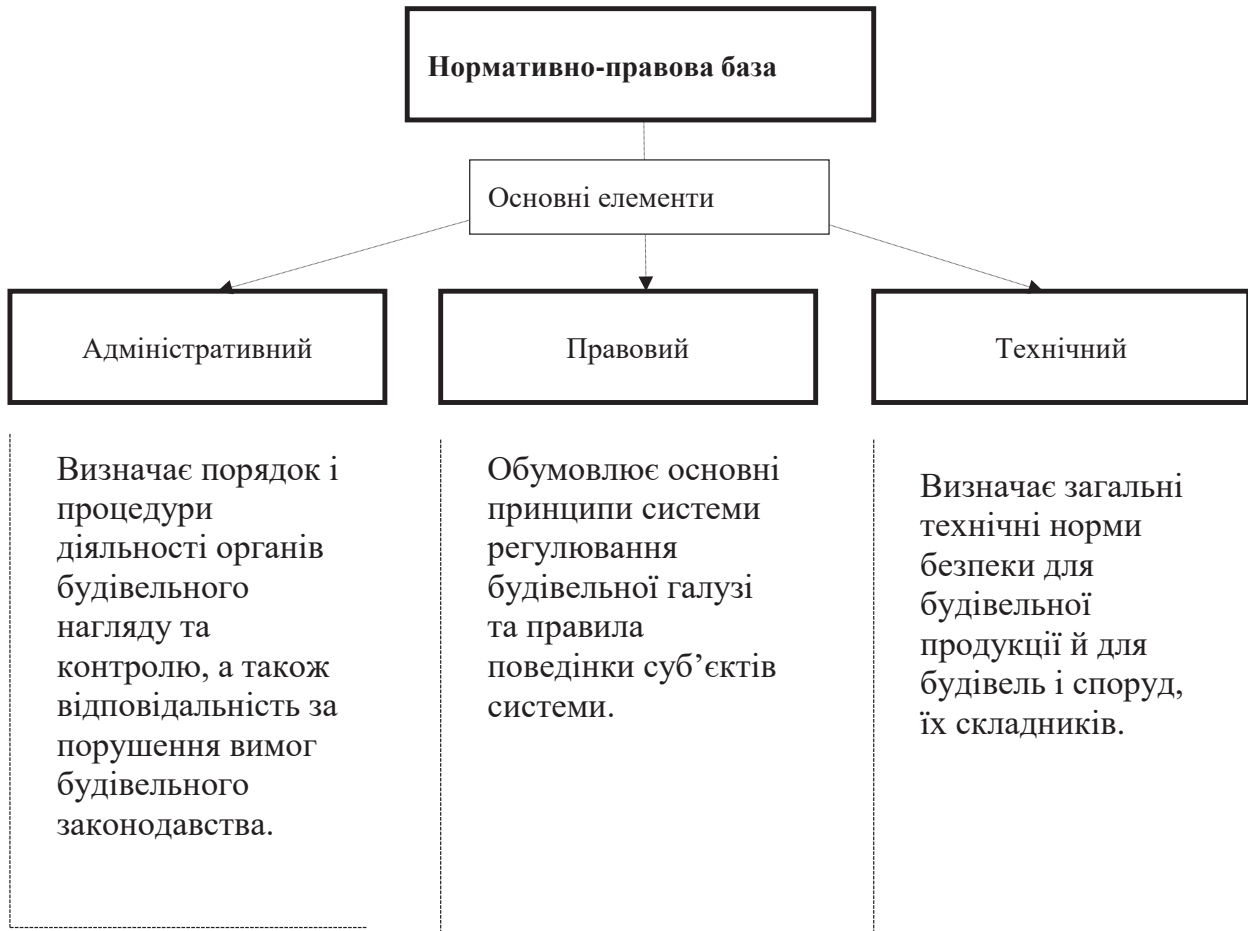 Нормативно-правова база
Основні елементи
Адміністративний
Правовий
Технічний
Визначає порядок і
процедури
діяльності органів
будівельного
нагляду та
контролю, а також
відповідальність за
порушення вимог
будівельного
законодавства.
Обумовлює основні
принципи системи
регулювання
будівельної галузі
та правила
поведінки суб’єктів
системи.
Визначає загальні
технічні норми
безпеки для
будівельної
продукції й для
будівель і споруд,
їх складників.